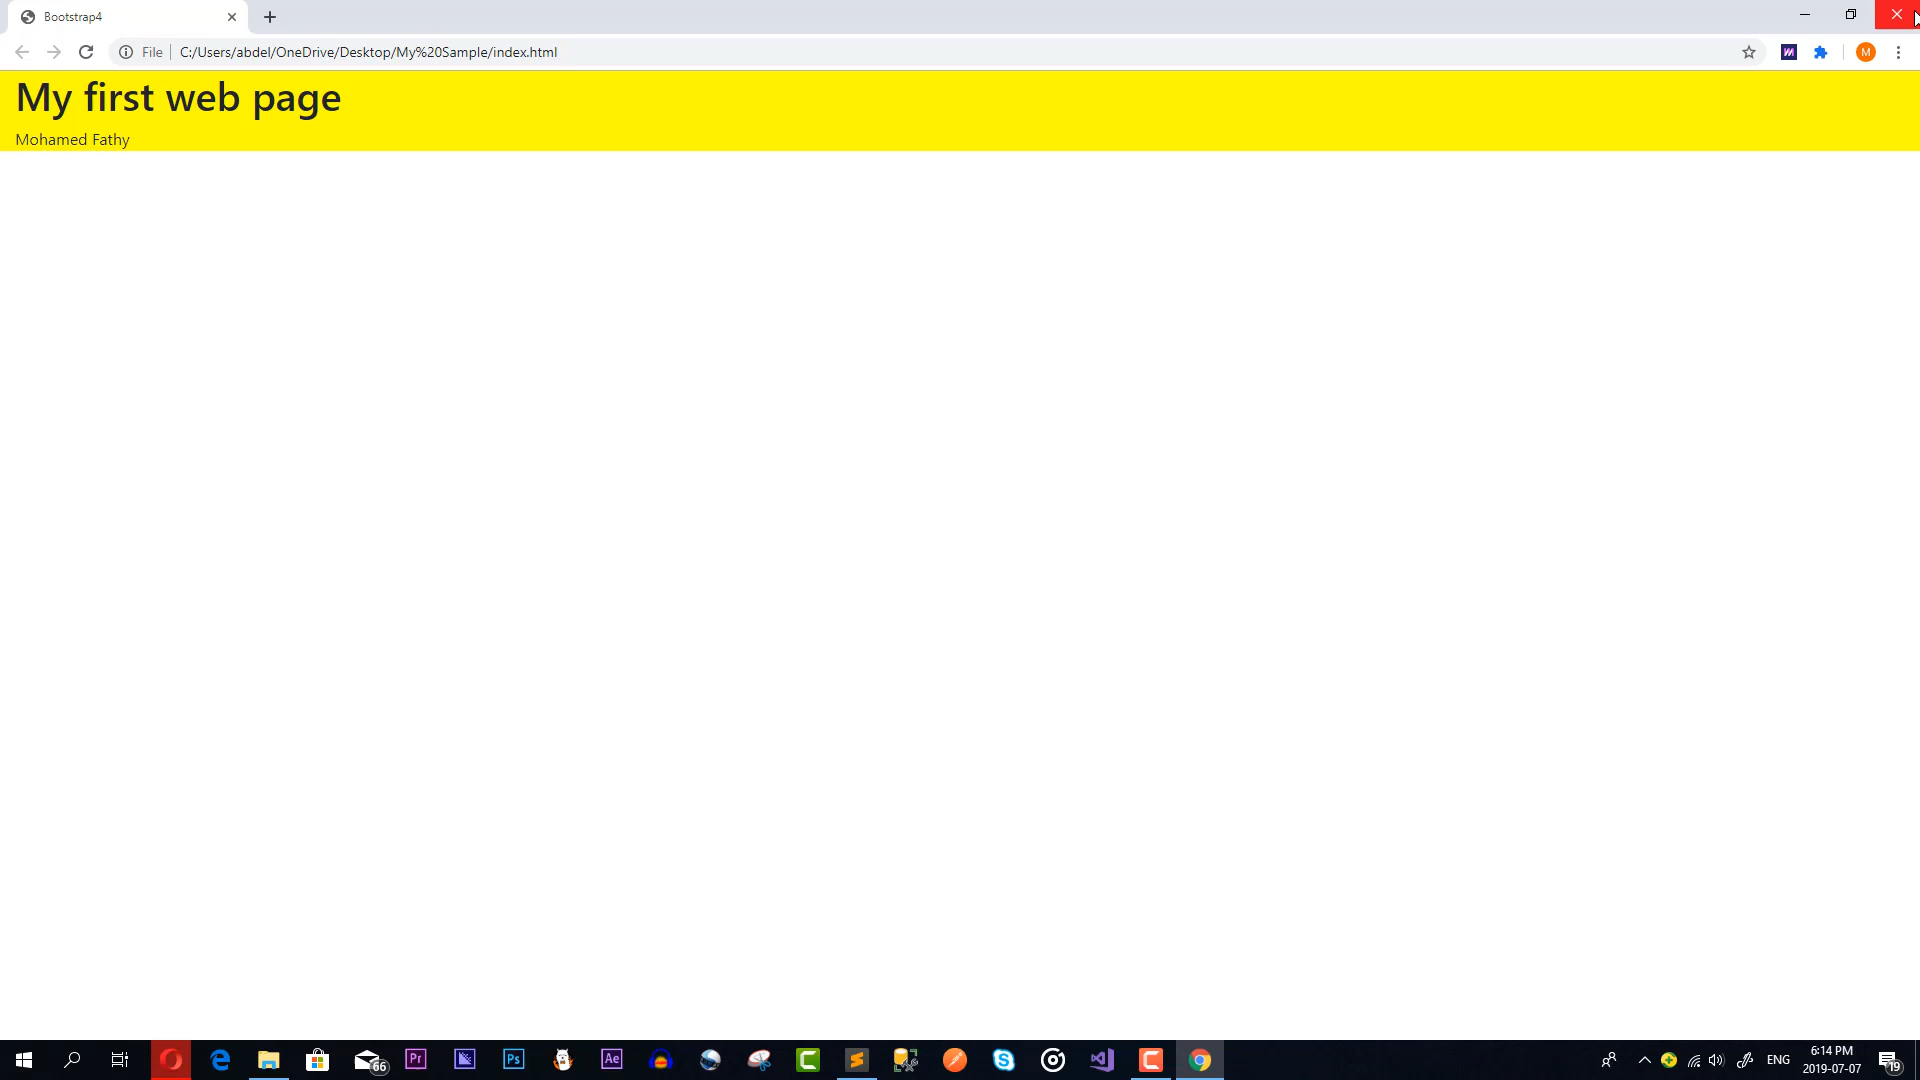 Bootstrap4
File
C:/Users/abdel/OneDrive/Desktop/My%20Sample/index.html
M
My first web page
Mohamed Fathy
66
Pr
Ps
Ae
ENG
6:14 PM
2019-07-07
19